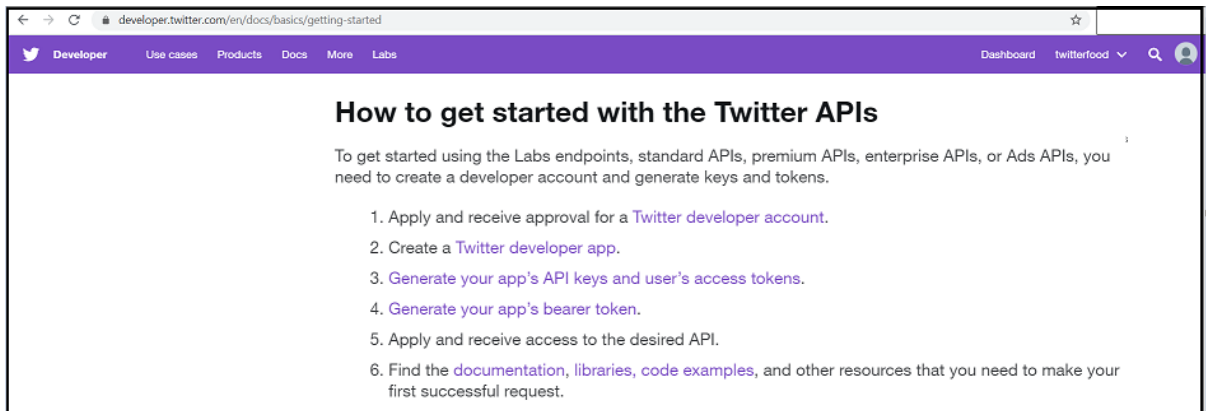 developer.twitter.com/en/docs/basics/getting-started
Developer Use cases Products Docs More Labs Dashboard twitterfood
How to get started with the Twitter APIs
To get started using the Labs endpoints, standard APIs, premium APIs, enterprise APIs, or Ads APIs, you
need to create a developer account and generate keys and tokens.
1. Apply and receive approval for a Twitter developer account.
2. Create a Twitter developer app.
3. Generate your app's API keys and user's access tokens.
4. Generate your app's bearer token.
5. Apply and receive access to the desired API.
6. Find the documentation, libraries, code examples, and other resources that you need to make your
first successful request.